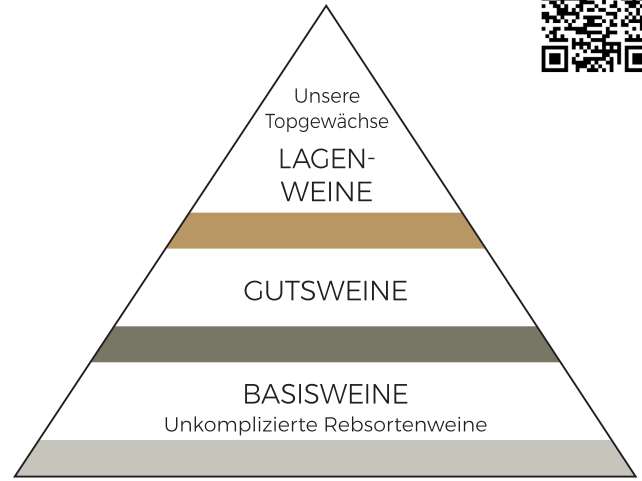 Unsere
Topgewächse
LAGEN-
WEINE
GUTSWEINE
BASISWEINE
Unkomplizierte Rebsortenweine